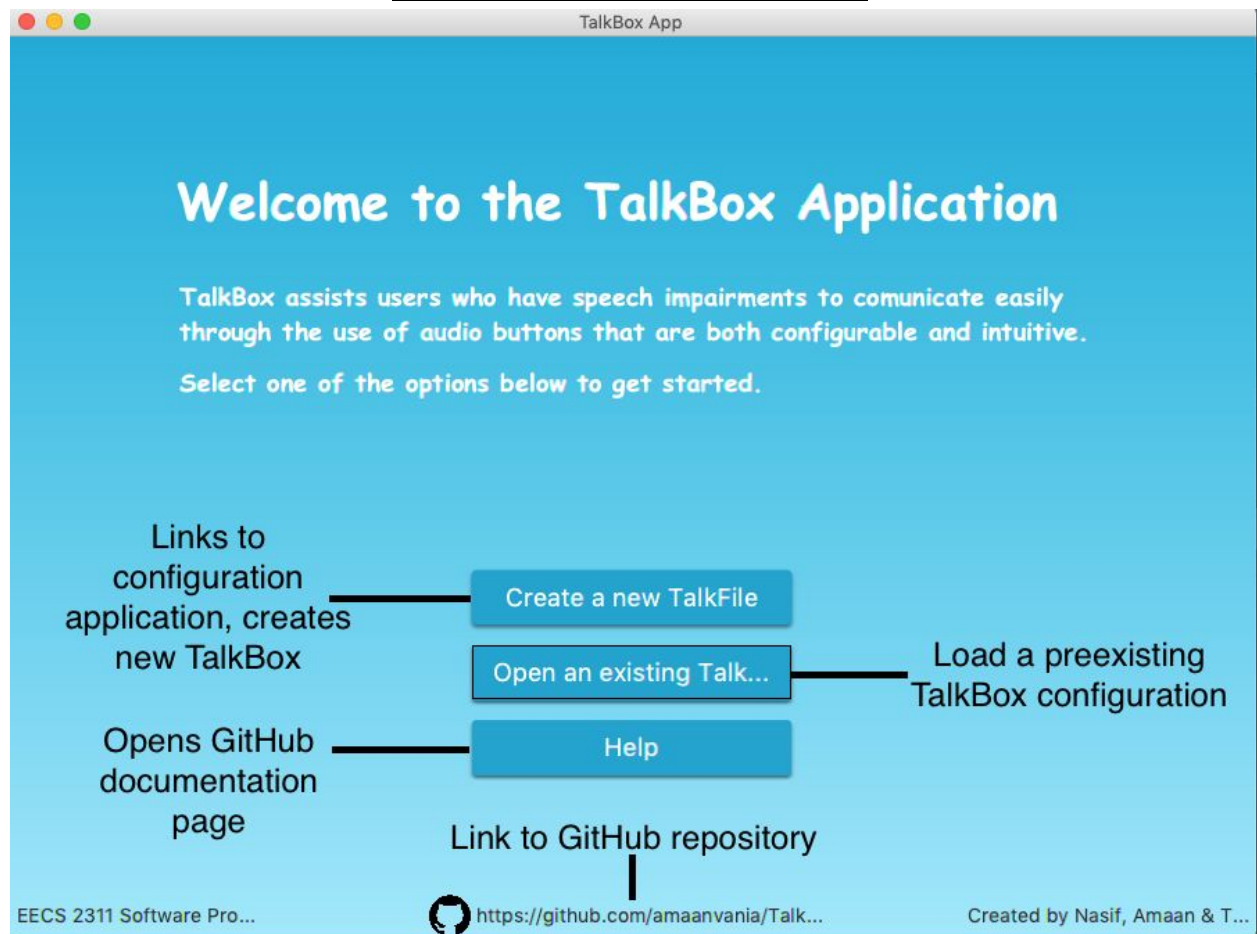 TalkBox App
Welcome to the TalkBox Application
TalkBox assists users who have speech impairments to comunicate easily
through the use of audio buttons that are both configurable and intuitive.
Select one of the options below to get started.
Links to
configuration
application, creates
new TalkBox
Create a new TalkFile
Open an existing Talk...
Load a preexisting
TalkBox configuration
Opens GitHub
documentation
page
Help
Link to GitHub repository
EECS 2311 Software Pro...
https://github.com/amaanvania/Talk...
Created by Nasif, Amaan & T...